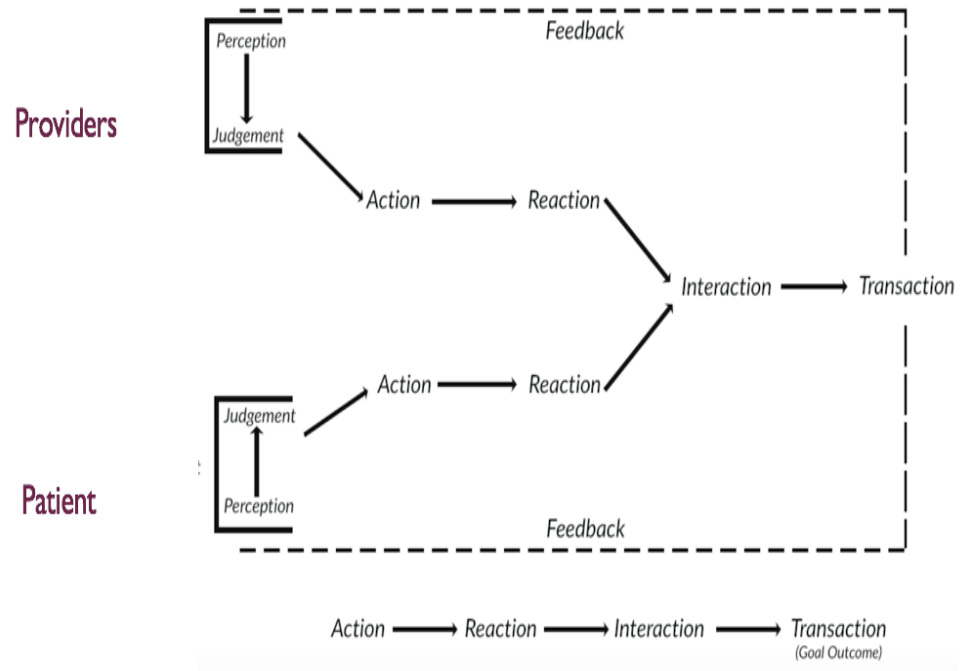 Feedback
Perception
Providers
Judgement
Action
Reaction
Interaction
Transaction
Action
Reaction
Judgement
Patient
Perception
Feedback
Action
Reaction
Interaction
Transaction
(Goal Outcome)